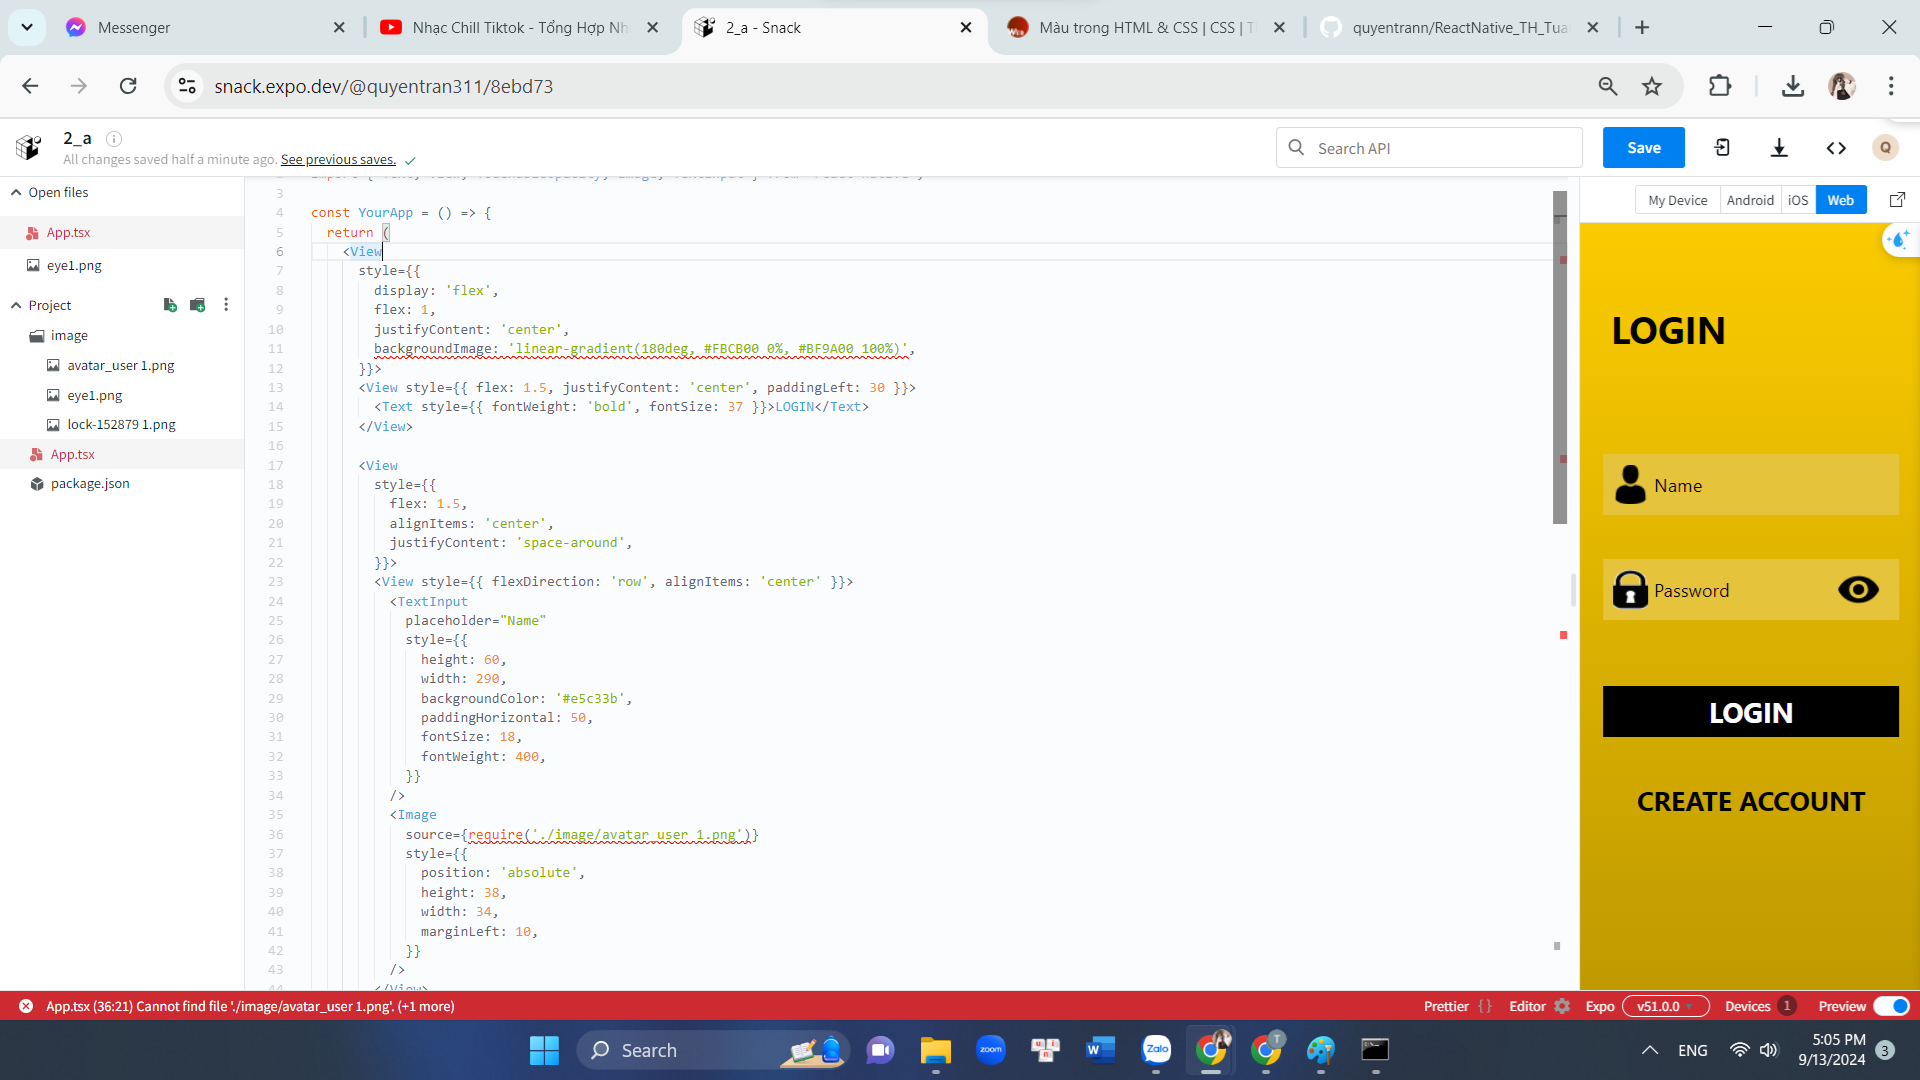 Messenger
Nhạc Chill Tiktok - Tổng Hợp Nh
2_a - Snack
Màu trong HTML & CSS | CSS | T
quyentrann/ReactNative_TH_Tua
snack.expo.dev/@quyentran311/8ebd73
2_a
All changes saved half a minute ago. See previous saves.
Search API
Save
Q
Open files
App.tsx
eye1.png
Project
image
avatar_user 1.png
eye1.png
lock-152879 1.png
App.tsx
package.json
3
4 const YourApp = () => {
5 return (
6 <View
7 style={{
8 display: 'flex',
9 flex: 1,
10 justifyContent: 'center',
11 backgroundImage: 'linear-gradient(180deg, #FBCB00 0%, #BF9A00 100%)',
12 }}>
13 <View style={{ flex: 1.5, justifyContent: 'center', paddingLeft: 30 }}>
14 <Text style={{ fontWeight: 'bold', fontSize: 37 }}>LOGIN</Text>
15 </View>
16
17 <View
18 style={{
19 flex: 1.5,
20 alignItems: 'center',
21 justifyContent: 'space-around',
22 }}>
23 <View style={{ flexDirection: 'row', alignItems: 'center' }}>
24 <TextInput
25 placeholder="Name"
26 style={{
27 height: 60,
28 width: 290,
29 backgroundColor: '#e5c33b',
30 paddingHorizontal: 50,
31 fontSize: 18,
32 fontWeight: 400,
33 }}
34 />
35 <Image
36 source={require('./image/avatar_user 1.png')}
37 style={{
38 position: 'absolute',
39 height: 38,
40 width: 34,
41 marginLeft: 10,
42 }}
43 />
44 </View>
My Device
Android
iOS
Web
LOGIN
Name
Password
LOGIN
CREATE ACCOUNT
App.tsx (36:21) Cannot find file './image/avatar_user 1.png'. (+1 more)
Prettier { }
Editor
Expo
v51.0.0
Devices 1
Preview
Search
zoom
Zalo
T
ENG
5:05 PM
9/13/2024
3